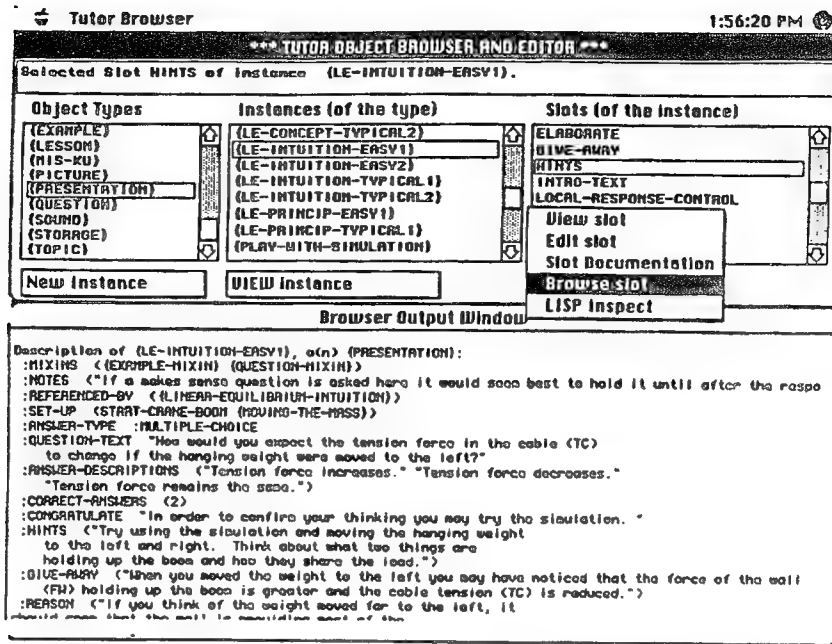 Tutor Browser
1:56:20 PM
*** TUTOR OBJECT BROWSER AND EDITOR ***
Selected Slot HINTS of instance (LE-INTUITION-EASY1).
Object Types
Instances (of the type)
Slots (of the instance)
(EXAMPLE)
(LESSON)
(MIS-KU)
(PICTURE)
(PRESENTATION)
(QUESTION)
(SOUND)
(STORAGE)
(TOPIC)
(LE-CONCEPT-TYPICAL2)
(LE-INTUITION-EASY1)
(LE-INTUITION-EASY2)
(LE-INTUITION-TYPICAL1)
(LE-INTUITION-TYPICAL2)
(LE-PRINCIP-EASY1)
(LE-PRINCIP-TYPICAL1)
(PLAY-WITH-SIMULATION)
ELABORATE
GIVE-AWAY
HINTS
INTRO-TEXT
LOCAL-RESPONSE-CONTROL
View slot
Edit slot
Slot Documentation
Browse slot
LISP Inspect
New Instance
VIEW instance
Browser Output Window
Description of (LE-INTUITION-EASY1), a(n) (PRESENTATION):
:MIXINS ((EXAMPLE-MIXIN) (QUESTION-MIXIN))
:NOTES ("If a makes sense question is asked here it would seem best to hold it until after the respo
:REFERENCED-BY ((LINEAR-EQUILIBRIUM-INTUITION))
:SET-UP (START-CRANE-BOOM (MOVING-THE-MASS))
:ANSWER-TYPE :MULTIPLE-CHOICE
:QUESTION-TEXT "How would you expect the tension force in the cable (TC)
to change if the hanging weight were moved to the left?"
:ANSWER-DESCRIPTIONS ("Tension force increases." "Tension force decreases."
"Tension force remains the same.")
:CORRECT-ANSWERS (2)
:CONGRATULATE "In order to confirm your thinking you may try the simulation. "
:HINTS ("Try using the simulation and moving the hanging weight
to the left and right. Think about what two things are
holding up the boom and how they share the load.")
:GIVE-AWAY ("When you moved the weight to the left you may have noticed that the force of the wall
(FW) holding up the boom is greater and the cable tension (TC) is reduced.")
:REASON ("If you think of the weight moved far to the left, it
should seem that the wall is providing most of the